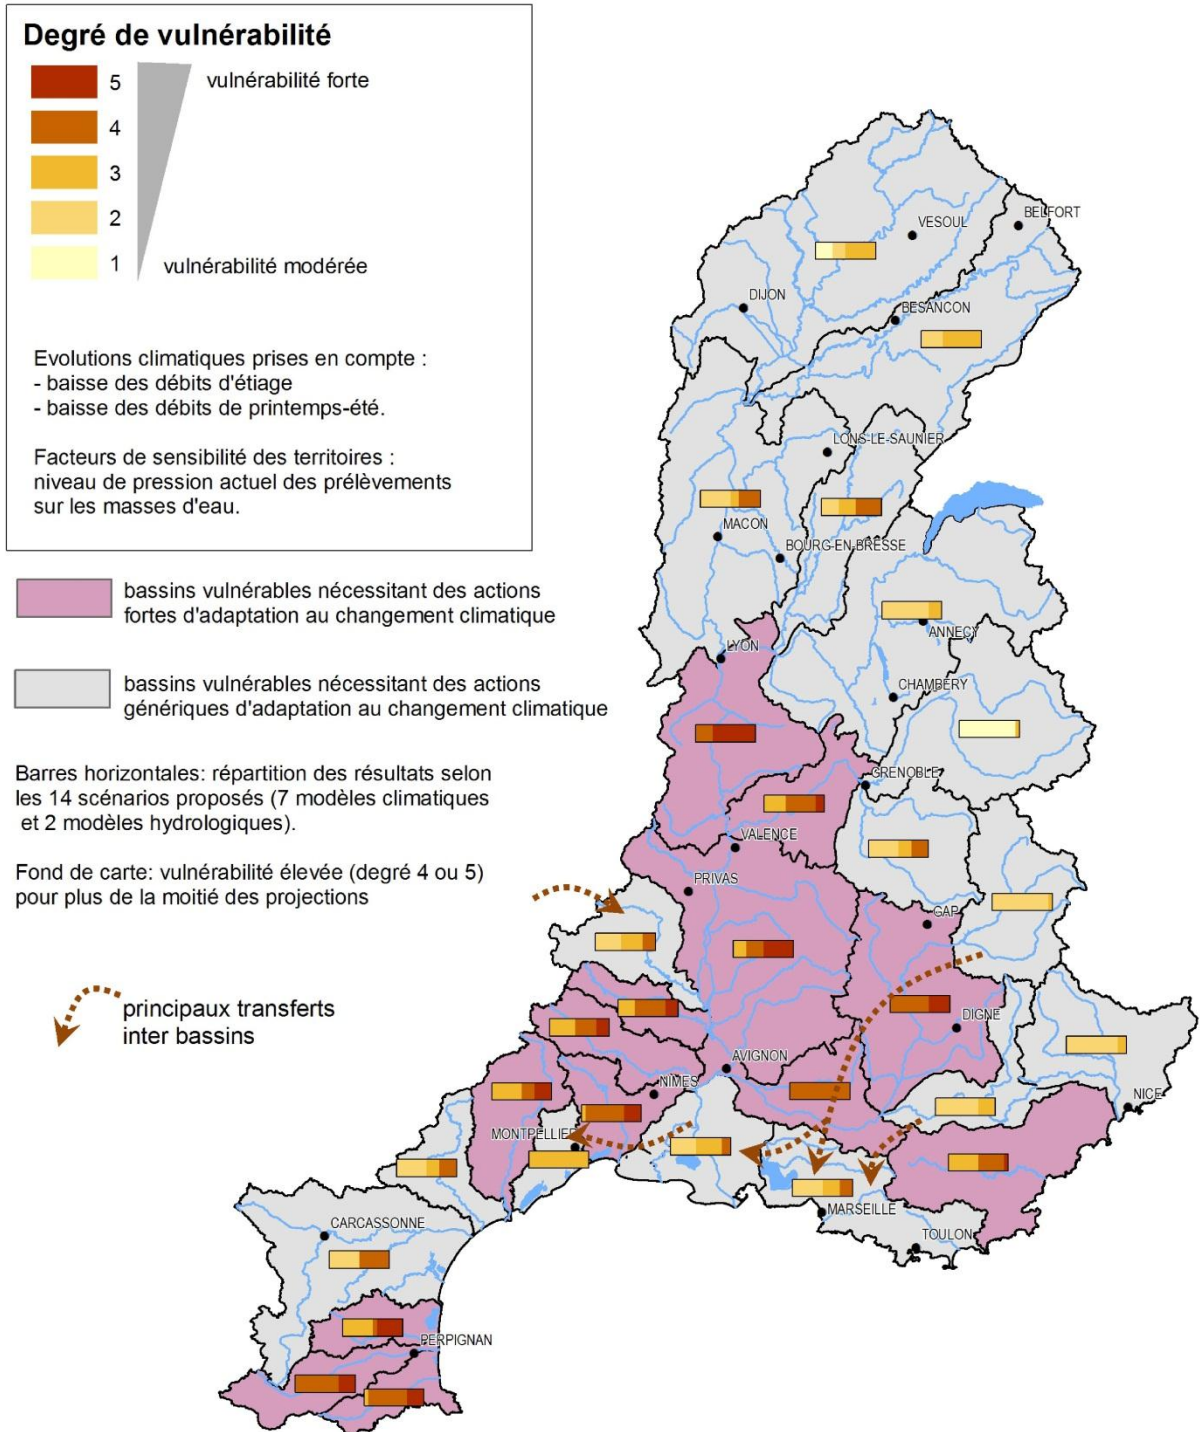 Degré de vulnérabilité
5
vulnérabilité forte
4
3
2
1
vulnérabilité modérée
Evolutions climatiques prises en compte :
- baisse des débits d'étiage
- baisse des débits de printemps-été.
Facteurs de sensibilité des territoires :
niveau de pression actuel des prélèvements
sur les masses d'eau.
bassins vulnérables nécessitant des actions
fortes d'adaptation au changement climatique
bassins vulnérables nécessitant des actions
génériques d'adaptation au changement climatique
Barres horizontales: répartition des résultats selon
les 14 scénarios proposés (7 modèles climatiques
et 2 modèles hydrologiques).
Fond de carte: vulnérabilité élevée (degré 4 ou 5)
pour plus de la moitié des projections
principaux transferts
inter bassins
BELFORT
VESOUL
DIJON
BESANCON
LONS-LE-SAUNIER
MACON
BOURG-EN-BRESSE
ANNECY
LYON
CHAMBERY
GRENOBLE
VALENCE
PRIVAS
GAP
DIGNE
AVIGNON
NIMES
NICE
MONTPELLIER
MARSEILLE
CARCASSONNE
TOULON
PERPIGNAN